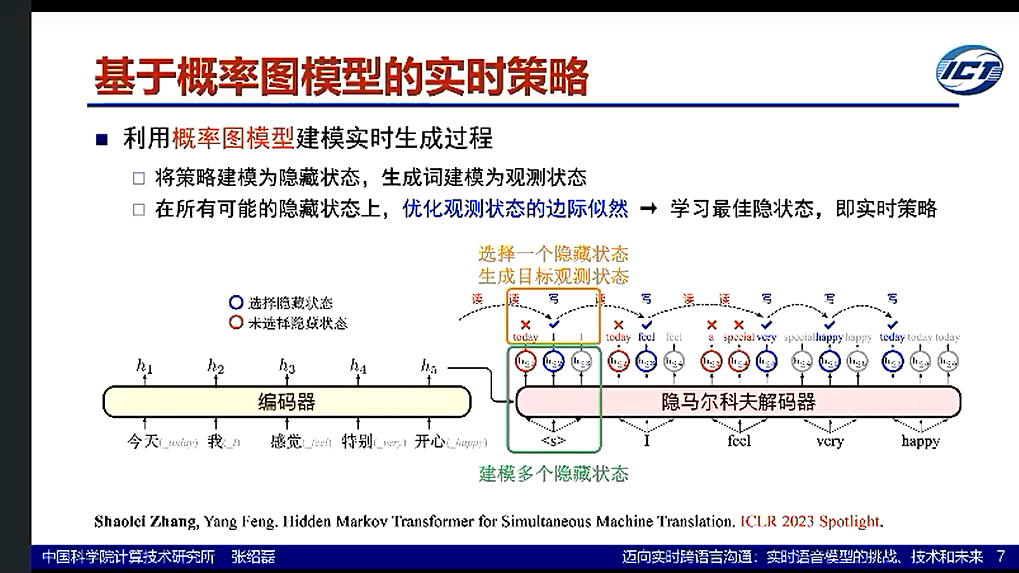 基于概率图模型的实时策略
ICT
利用概率图模型建模实时生成过程
将策略建模为隐藏状态，生成词建模为观测状态
在所有可能的隐藏状态上，优化观测状态的边际似然 → 学习最佳隐状态，即实时策略
选择一个隐藏状态
生成目标观测状态
选择隐藏状态
未选择隐藏状态
读 读 写 读 写 读 读 写 写 写
today I I today feel feel a special very special happy happy today today today
h1 h2 h3 h4 h5
编码器
隐马尔科夫解码器
今天(_today) 我(_I) 感觉(_feel) 特别(_very) 开心(_happy)
<s> I feel very happy
建模多个隐藏状态
Shaolei Zhang, Yang Feng. Hidden Markov Transformer for Simultaneous Machine Translation. ICLR 2023 Spotlight.
中国科学院计算技术研究所 张绍磊
迈向实时跨语言沟通：实时语音模型的挑战、技术和未来 7